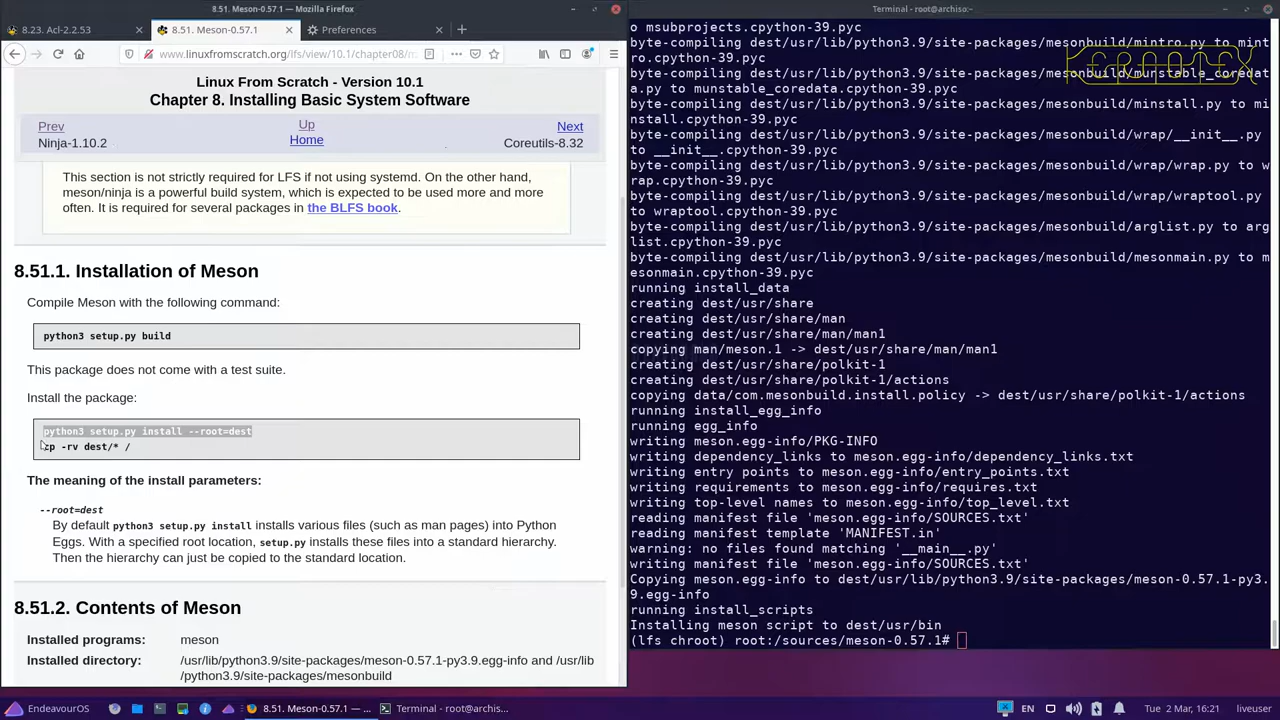 8.51. Meson-0.57.1 — Mozilla Firefox
8.23. Acl-2.2.53
8.51. Meson-0.57.1
Preferences
www.linuxfromscratch.org/lfs/view/10.1/chapter08/m
Linux From Scratch - Version 10.1
Chapter 8. Installing Basic System Software
Prev
Up
Next
Ninja-1.10.2
Home
Coreutils-8.32
This section is not strictly required for LFS if not using systemd. On the other hand,
meson/ninja is a powerful build system, which is expected to be used more and more
often. It is required for several packages in the BLFS book.
8.51.1. Installation of Meson
Compile Meson with the following command:
python3 setup.py build
This package does not come with a test suite.
Install the package:
python3 setup.py install --root=dest
cp -rv dest/* /
The meaning of the install parameters:
--root=dest
By default python3 setup.py install installs various files (such as man pages) into Python
Eggs. With a specified root location, setup.py installs these files into a standard hierarchy.
Then the hierarchy can just be copied to the standard location.
8.51.2. Contents of Meson
Installed programs: meson
Installed directory: /usr/lib/python3.9/site-packages/meson-0.57.1-py3.9.egg-info and /usr/lib
/python3.9/site-packages/mesonbuild
Terminal - root@archiso:~
o msubprojects.cpython-39.pyc
byte-compiling dest/usr/lib/python3.9/site-packages/mesonbuild/mintro.py to mint
ro.cpython-39.pyc
byte-compiling dest/usr/lib/python3.9/site-packages/mesonbuild/munstable_coredat
a.py to munstable_coredata.cpython-39.pyc
byte-compiling dest/usr/lib/python3.9/site-packages/mesonbuild/minstall.py to mi
nstall.cpython-39.pyc
byte-compiling dest/usr/lib/python3.9/site-packages/mesonbuild/wrap/__init__.py
to __init__.cpython-39.pyc
byte-compiling dest/usr/lib/python3.9/site-packages/mesonbuild/wrap/wrap.py to w
rap.cpython-39.pyc
byte-compiling dest/usr/lib/python3.9/site-packages/mesonbuild/wrap/wraptool.py
to wraptool.cpython-39.pyc
byte-compiling dest/usr/lib/python3.9/site-packages/mesonbuild/arglist.py to arg
list.cpython-39.pyc
byte-compiling dest/usr/lib/python3.9/site-packages/mesonbuild/mesonmain.py to m
esonmain.cpython-39.pyc
running install_data
creating dest/usr/share
creating dest/usr/share/man
creating dest/usr/share/man/man1
copying man/meson.1 -> dest/usr/share/man/man1
creating dest/usr/share/polkit-1
creating dest/usr/share/polkit-1/actions
copying data/com.mesonbuild.install.policy -> dest/usr/share/polkit-1/actions
running install_egg_info
running egg_info
writing meson.egg-info/PKG-INFO
writing dependency_links to meson.egg-info/dependency_links.txt
writing entry points to meson.egg-info/entry_points.txt
writing requirements to meson.egg-info/requires.txt
writing top-level names to meson.egg-info/top_level.txt
reading manifest file 'meson.egg-info/SOURCES.txt'
reading manifest template 'MANIFEST.in'
warning: no files found matching '__main__.py'
writing manifest file 'meson.egg-info/SOURCES.txt'
Copying meson.egg-info to dest/usr/lib/python3.9/site-packages/meson-0.57.1-py3.
9.egg-info
running install_scripts
Installing meson script to dest/usr/bin
(lfs chroot) root:/sources/meson-0.57.1#
EndeavourOS
8.51. Meson-0.57.1 — ...
Terminal - root@archis...
EN
Tue 2 Mar, 16:21
liveuser